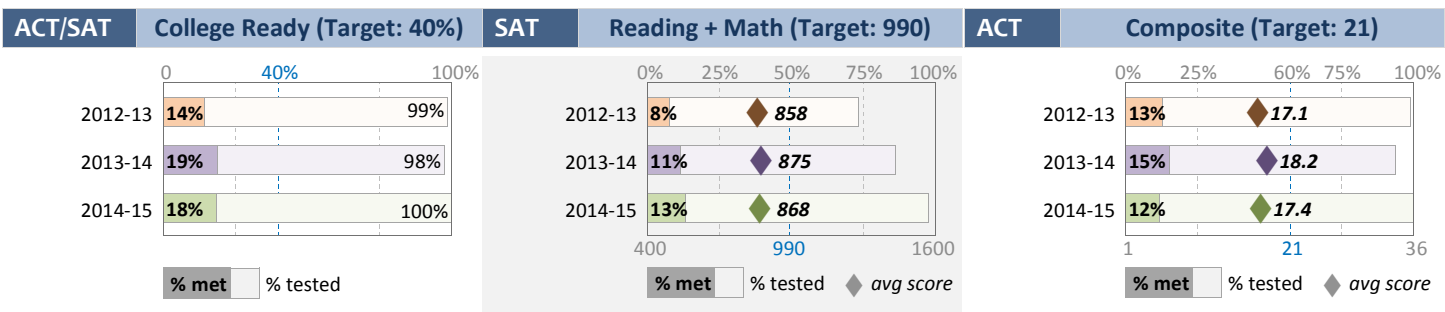 ACT/SAT College Ready (Target: 40%)
0 40% 100%
2012-13 14% 99%
2013-14 19% 98%
2014-15 18% 100%
% met % tested
SAT Reading + Math (Target: 990)
0% 25% 50% 75% 100%
2012-13 8% 858
2013-14 11% 875
2014-15 13% 868
400 990 1600
% met % tested avg score
ACT Composite (Target: 21)
0% 25% 60% 75% 100%
2012-13 13% 17.1
2013-14 15% 18.2
2014-15 12% 17.4
1 21 36
% met % tested avg score